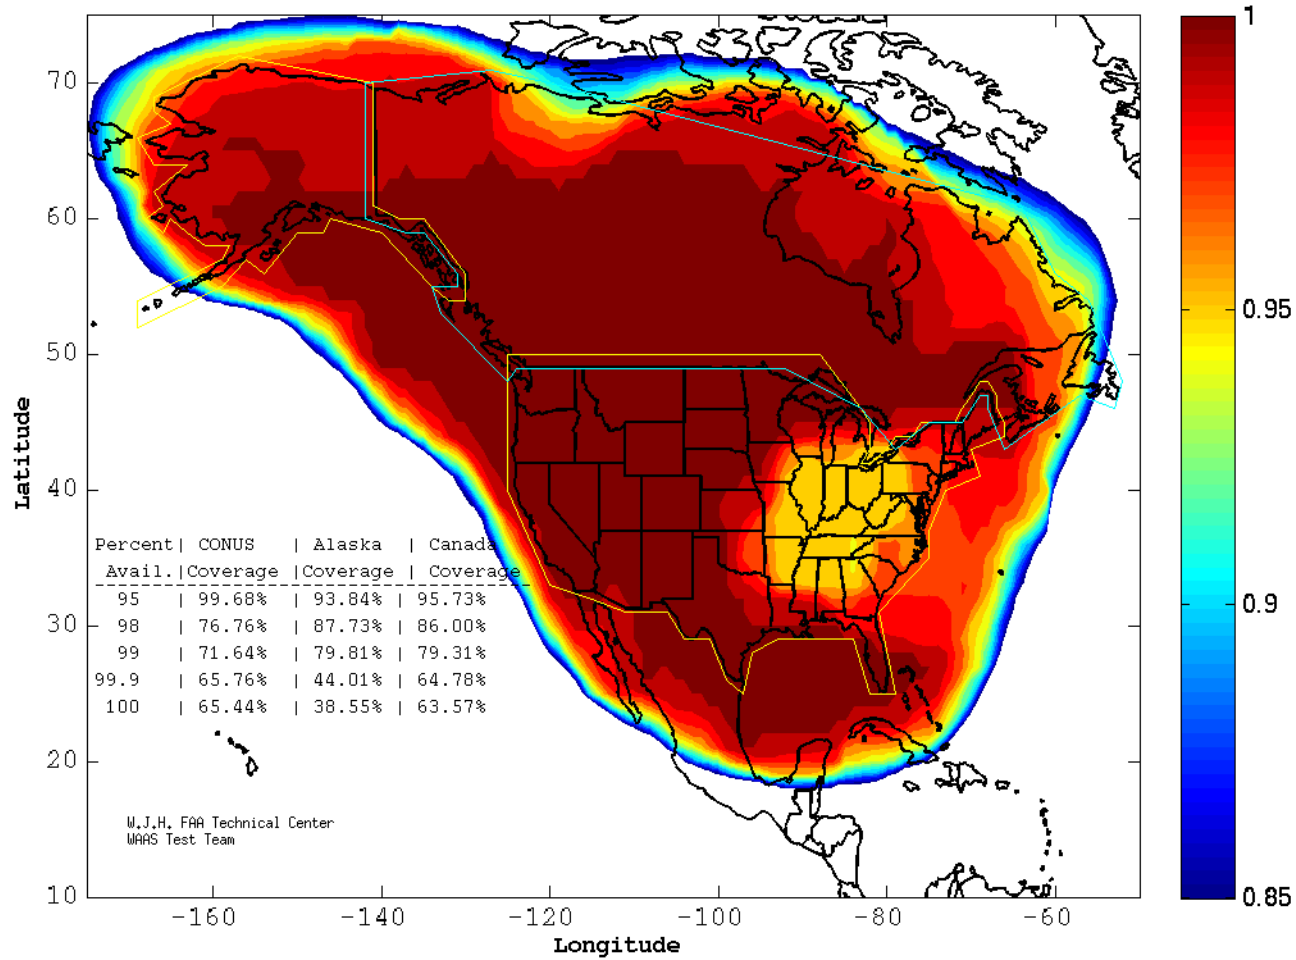 1
70
60
50
40
30
20
10
Latitude
0.95
0.9
0.85
Percent| CONUS | Alaska | Canada
Avail.|Coverage |Coverage | Coverage
95 | 99.68% | 93.84% | 95.73%
98 | 76.76% | 87.73% | 86.00%
99 | 71.64% | 79.81% | 79.31%
99.9 | 65.76% | 44.01% | 64.78%
100 | 65.44% | 38.55% | 63.57%
W.J.H. FAA Technical Center
WAAS Test Team
-160 -140 -120 -100 -80 -60
Longitude